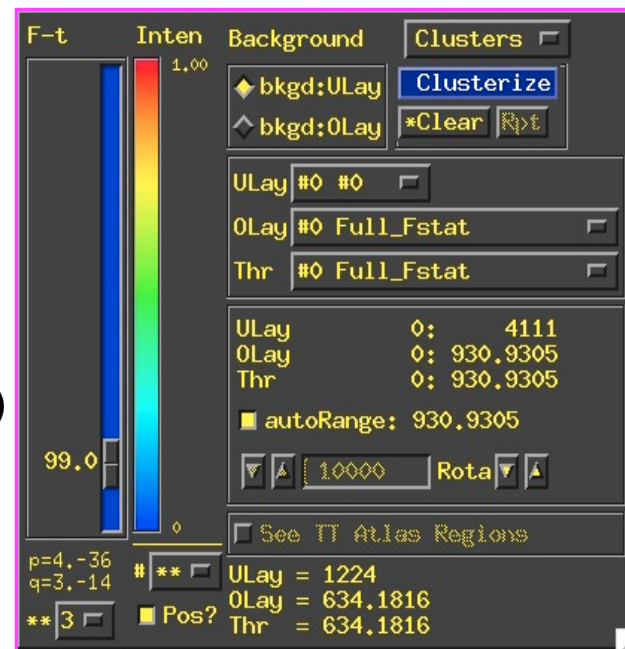 F-t Inten Background Clusters
1.00
bkgd:ULay Clusterize
bkgd:OLay *Clear Rpt
ULay #0 #0
OLay #0 Full_Fstat
Thr #0 Full_Fstat
ULay 0: 4111
OLay 0: 930.9305
Thr 0: 930.9305
autoRange: 930.9305
99.0
10000 Rota
0
See TT Atlas Regions
p=4.-36
q=3.-14
# **
ULay = 1224
OLay = 634.1816
** 3 Pos? Thr = 634.1816
)